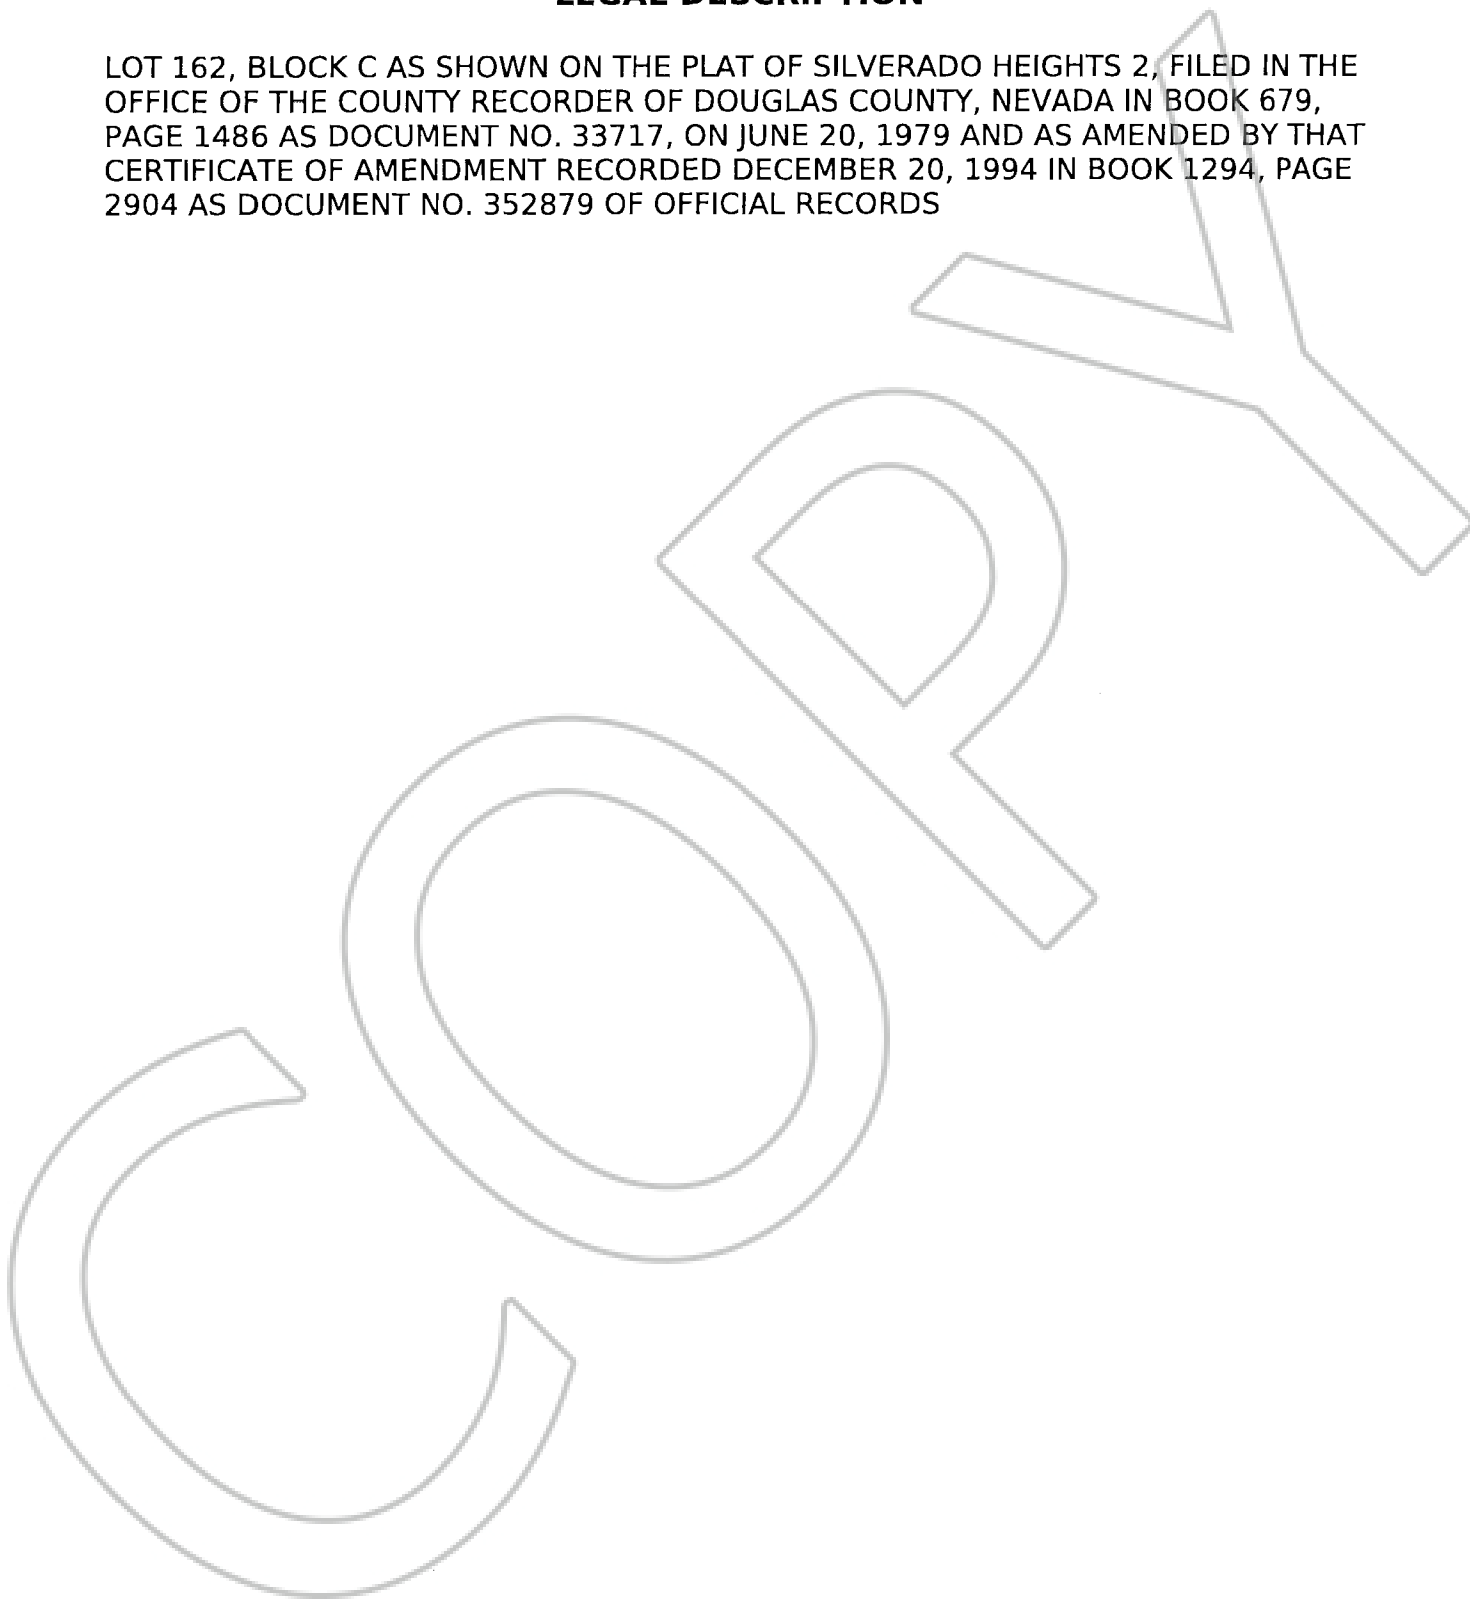 LEGAL DESCRIPTION
LOT 162, BLOCK C AS SHOWN ON THE PLAT OF SILVERADO HEIGHTS 2, FILED IN THE
OFFICE OF THE COUNTY RECORDER OF DOUGLAS COUNTY, NEVADA IN BOOK 679,
PAGE 1486 AS DOCUMENT NO. 33717, ON JUNE 20, 1979 AND AS AMENDED BY THAT
CERTIFICATE OF AMENDMENT RECORDED DECEMBER 20, 1994 IN BOOK 1294, PAGE
2904 AS DOCUMENT NO. 352879 OF OFFICIAL RECORDS
COPY